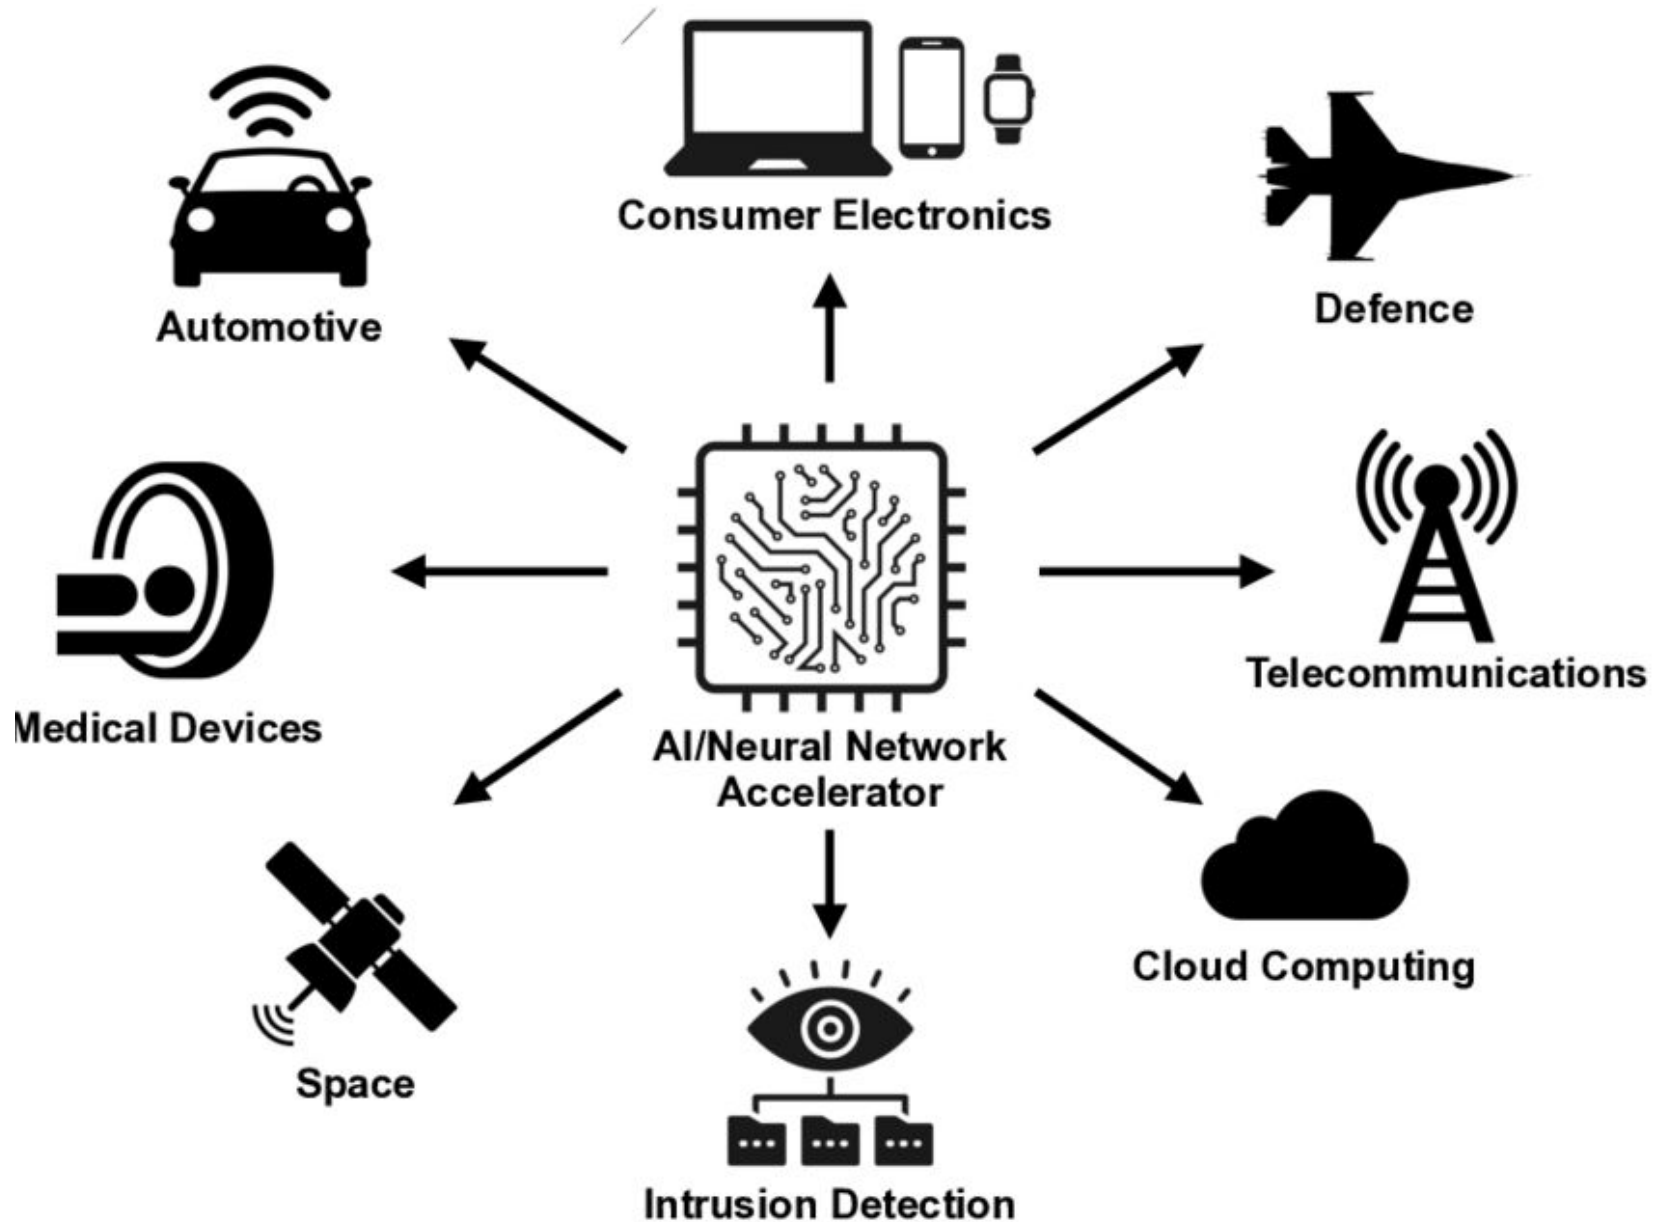 Consumer Electronics
Automotive
Defence
Medical Devices
AI/Neural Network
Accelerator
Telecommunications
Space
Cloud Computing
Intrusion Detection